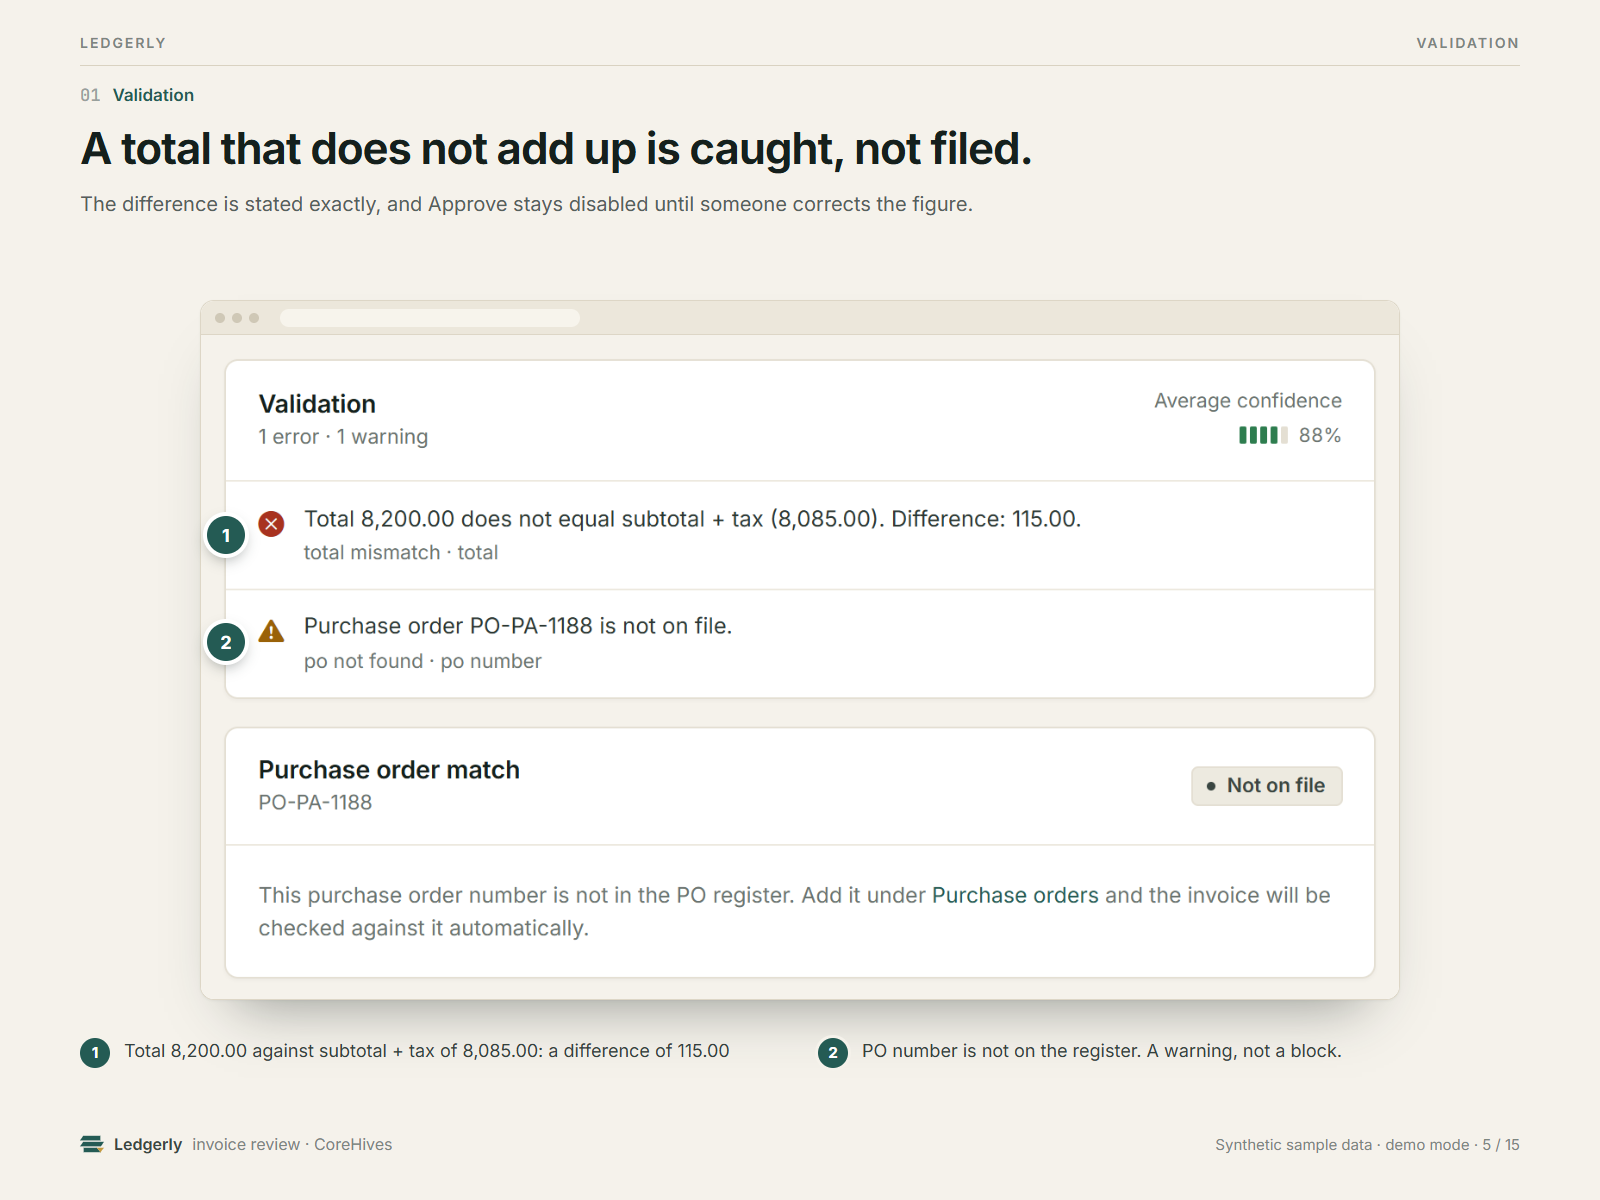 LEDGERLY
VALIDATION
01 Validation
A total that does not add up is caught, not filed.
The difference is stated exactly, and Approve stays disabled until someone corrects the figure.
Validation
1 error · 1 warning
Average confidence
88%
1
Total 8,200.00 does not equal subtotal + tax (8,085.00). Difference: 115.00.
total mismatch · total
2
Purchase order PO-PA-1188 is not on file.
po not found · po number
Purchase order match
PO-PA-1188
Not on file
This purchase order number is not in the PO register. Add it under Purchase orders and the invoice will be
checked against it automatically.
1 Total 8,200.00 against subtotal + tax of 8,085.00: a difference of 115.00
2 PO number is not on the register. A warning, not a block.
Ledgerly invoice review · CoreHives
Synthetic sample data · demo mode · 5 / 15